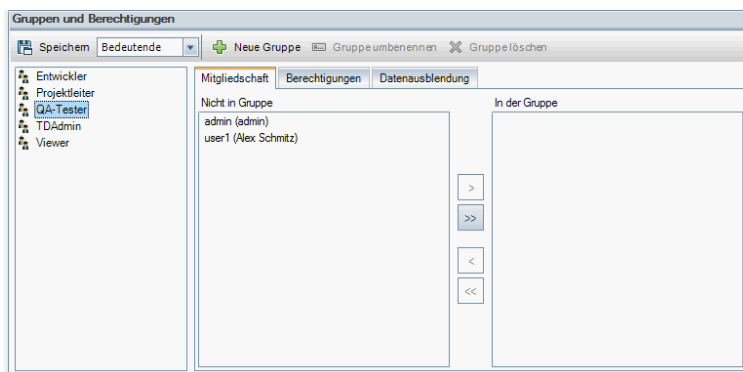 Gruppen und Berechtigungen
Speichern Bedeutende Neue Gruppe Gruppe umbenennen Gruppe löschen
Entwickler
Projektleiter
QA-Tester
TDAdmin
Viewer
Mitgliedschaft Berechtigungen Datenausblendung
Nicht in Gruppe In der Gruppe
admin (admin)
user1 (Alex Schmitz)
>
>>
<
<<